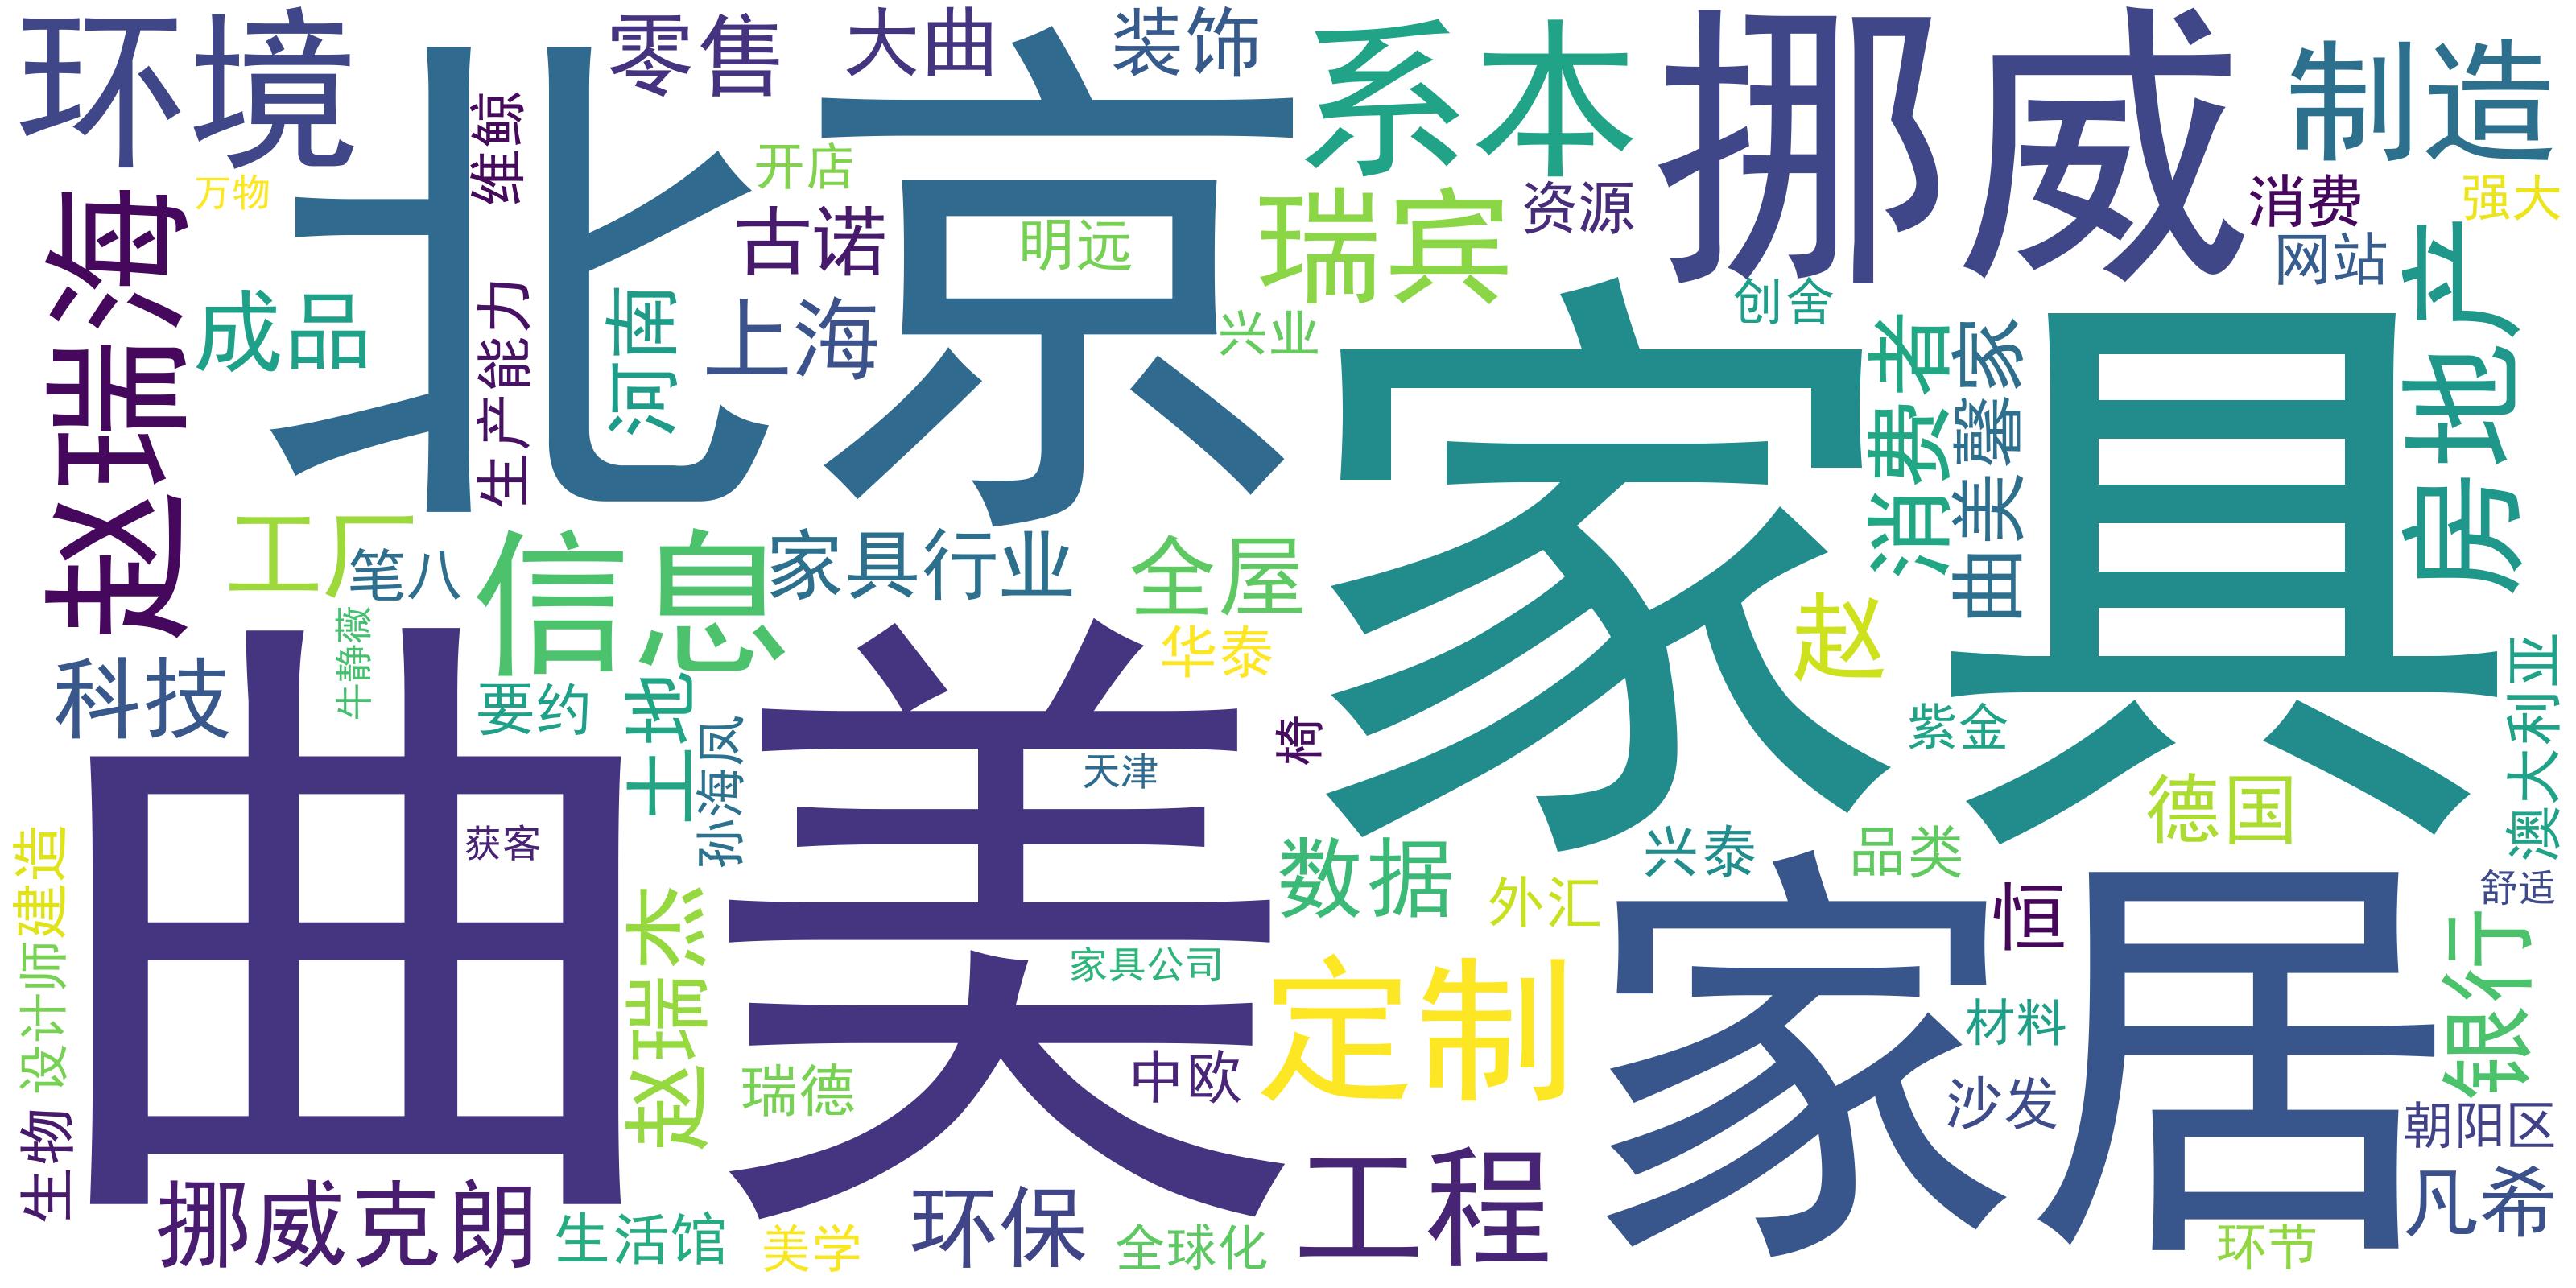 环境
零售
大曲
装饰
系本
挪威
制造
北京
维鲸
开店
万物
瑞宾
资源
消费
强大
赵瑞海
古诺
明远
网站
房地产
成品
生产能力
河南
上海
兴业
创舍
家具
消费者
曲美馨家
工厂
笔八
信息
家具行业
全屋
赵
牛静薇
华泰
科技
要约
土地
孙海凤
曲美
椅
紫金
澳大利亚
天津
德国
获客
建造
数据
兴泰
品类
外汇
家居
恒
舒适
赵瑞杰
家具公司
定制
银行
设计师
材料
瑞德
中欧
沙发
朝阳区
生物
挪威克朗
生活馆
美学
环保
全球化
工程
凡希
环节